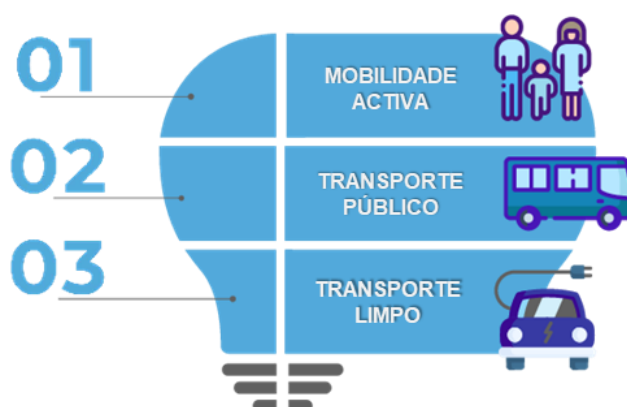 01
MOBILIDADE
ACTIVA
02
TRANSPORTE
PÚBLICO
03
TRANSPORTE
LIMPO